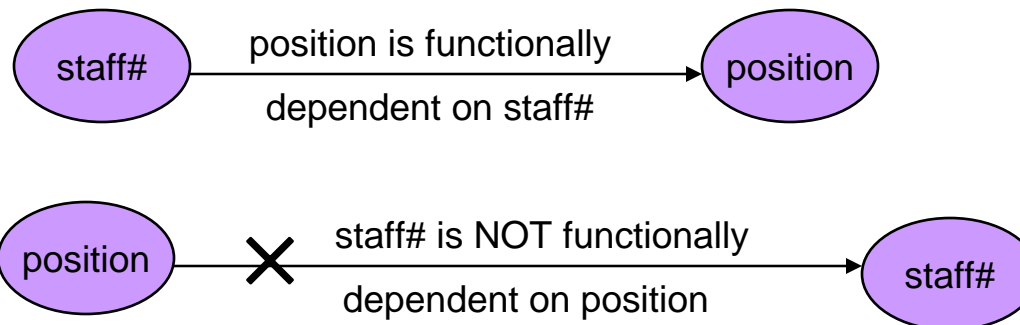 staff#
position is functionally
dependent on staff#
position
position
staff# is NOT functionally
dependent on position
staff#